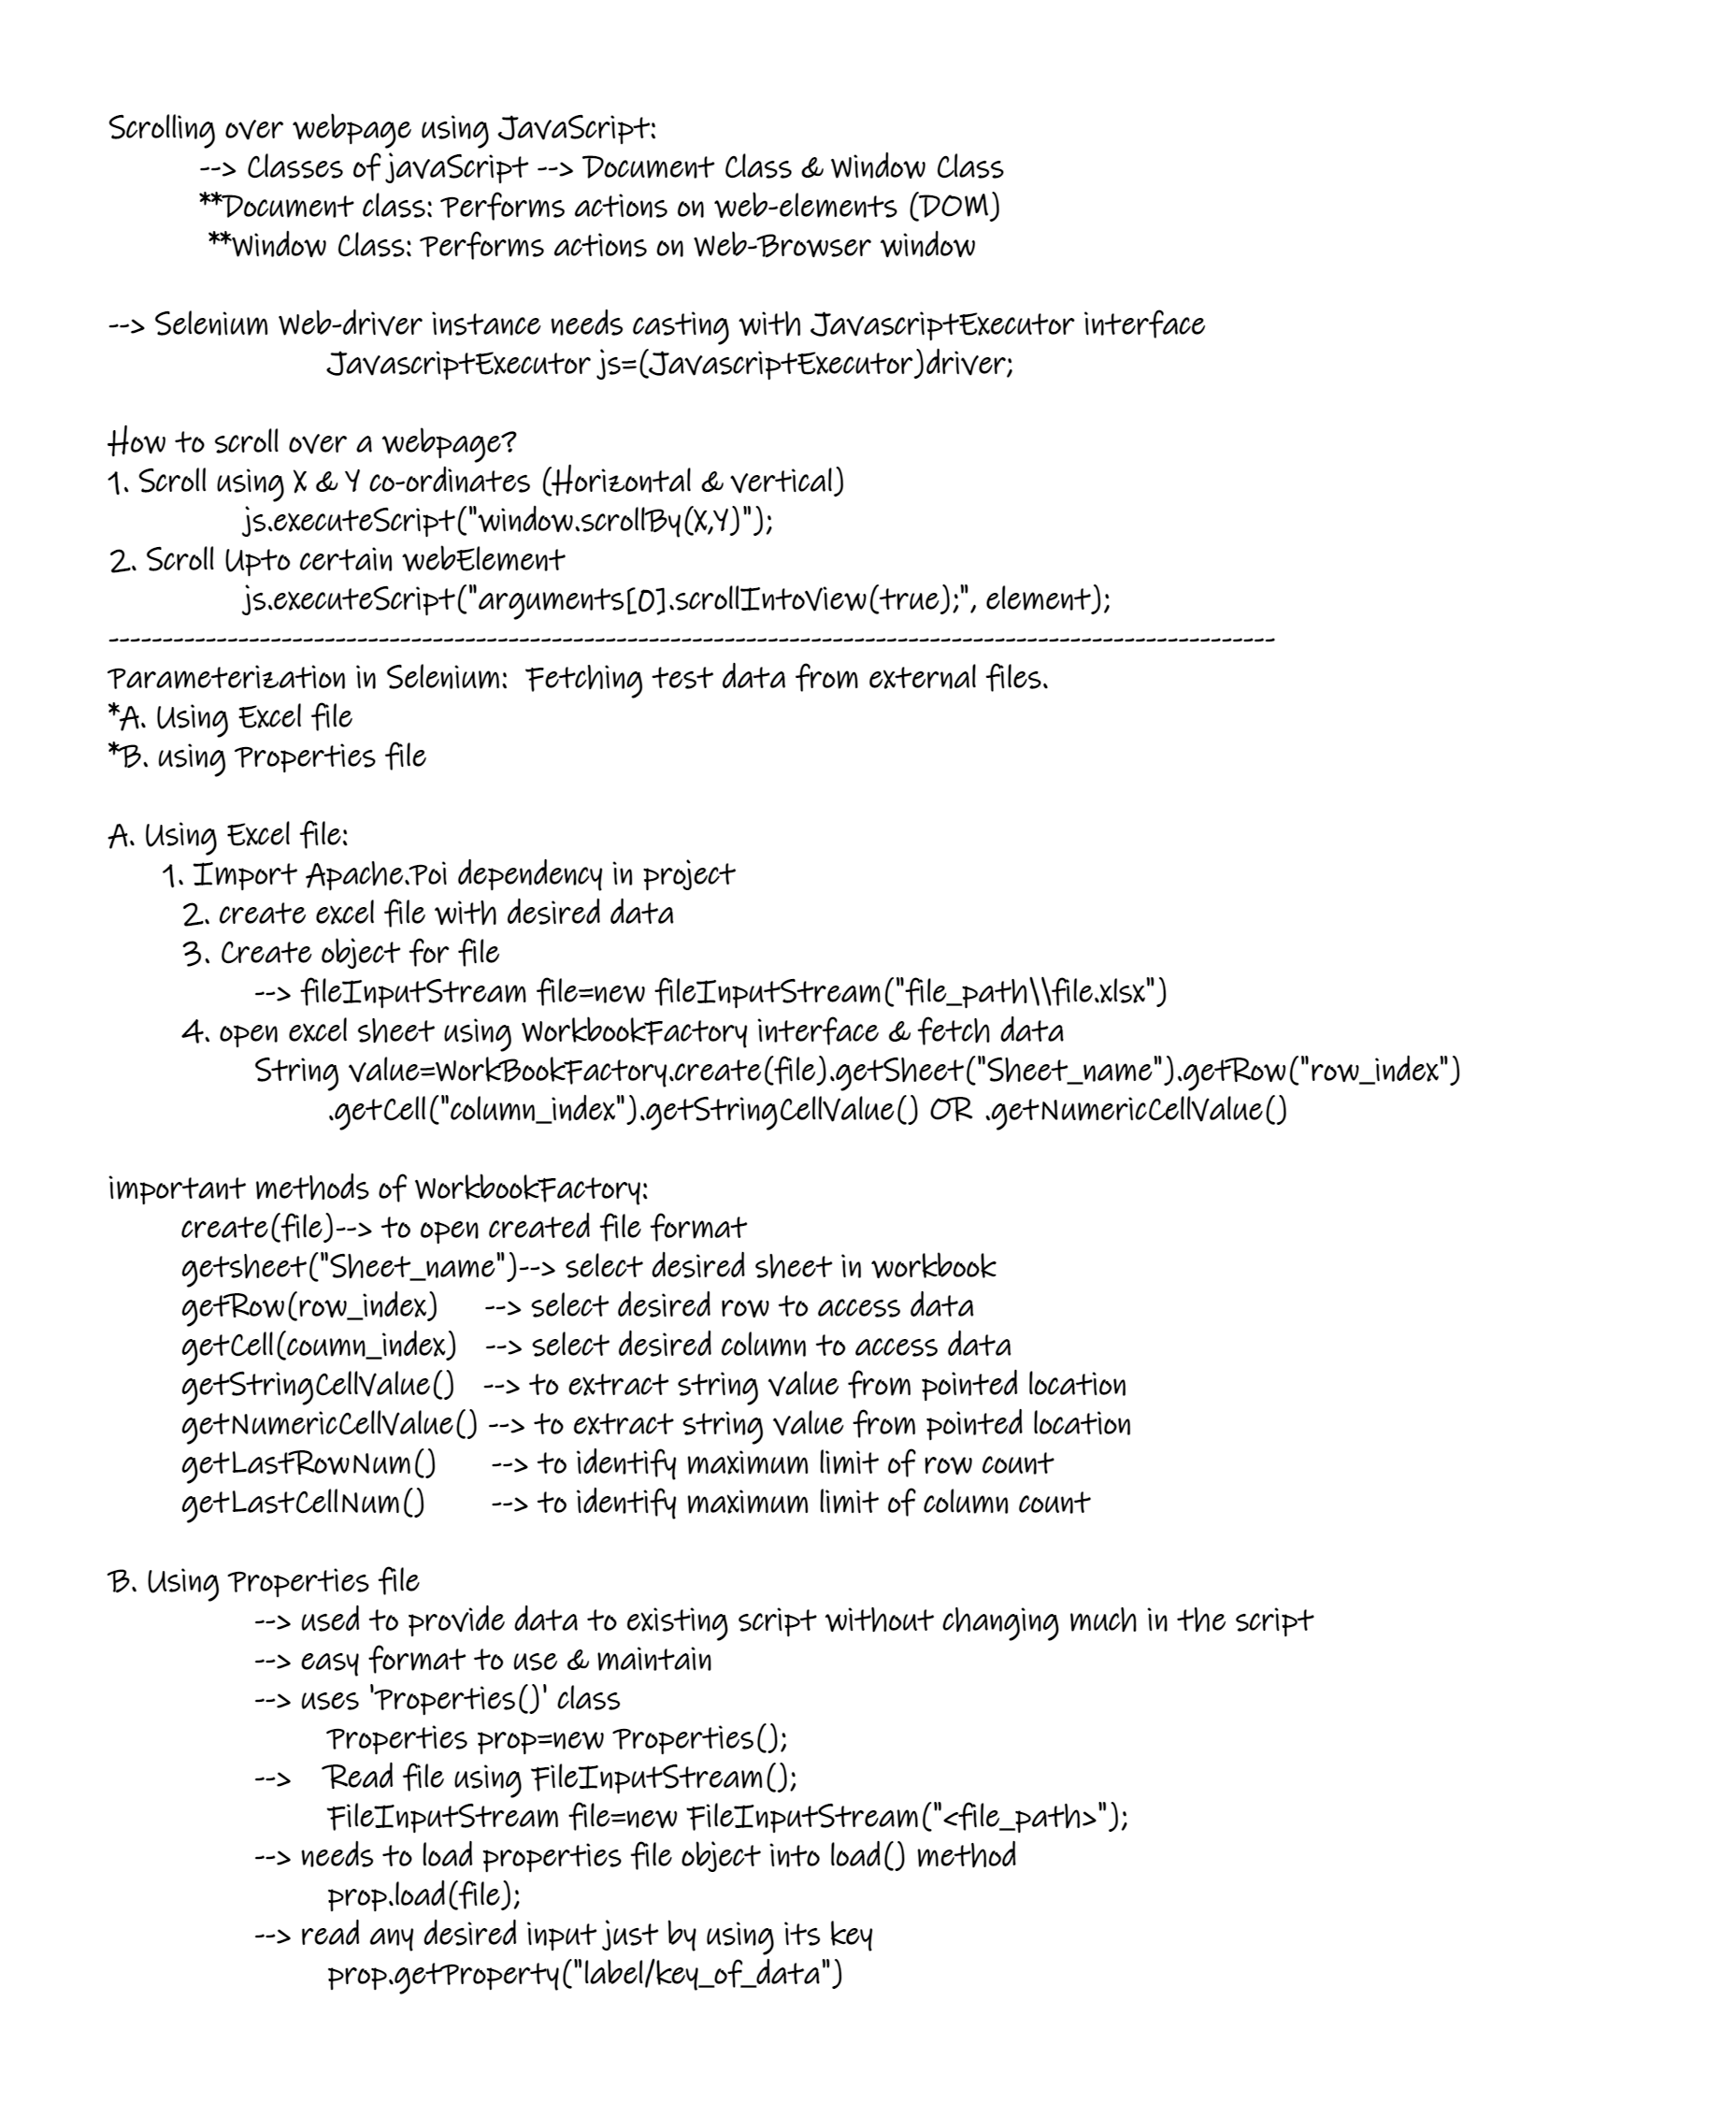 Scrolling over webpage using JavaScript:
--> Classes of javaScript --> Document Class & Window Class
**Document class: Performs actions on web-elements (DOM)
**Window Class: Performs actions on Web-Browser window
--> Selenium Web-driver instance needs casting with JavascriptExecutor interface
JavascriptExecutor js=(JavascriptExecutor)driver;
How to scroll over a webpage?
1. Scroll using X & Y co-ordinates (Horizontal & vertical)
js.executeScript("window.scrollBy(X,Y)");
2. Scroll Upto certain webElement
js.executeScript("arguments[0].scrollIntoView(true);", element);
------------------------------------------------------------------------------------------------------------
Parameterization in Selenium:  Fetching test data from external files.
*A. Using Excel file
*B. using Properties file
A. Using Excel file:
1. Import Apache.Poi dependency in project
2. create excel file with desired data
3. Create object for file
--> fileInputStream file=new fileInputStream("file_path\\file.xlsx")
4. open excel sheet using WorkbookFactory interface & fetch data
String value=WorkBookFactory.create(file).getSheet("Sheet_name").getRow("row_index")
.getCell("column_index").getStringCellValue() OR .getNumericCellValue()
important methods of WorkbookFactory:
create(file)--> to open created file format
getsheet("Sheet_name")--> select desired sheet in workbook
getRow(row_index) --> select desired row to access data
getCell(coumn_index) --> select desired column to access data
getStringCellValue() --> to extract string value from pointed location
getNumericCellValue() --> to extract string value from pointed location
getLastRowNum() --> to identify maximum limit of row count
getLastCellNum() --> to identify maximum limit of column count
B. Using Properties file
--> used to provide data to existing script without changing much in the script
--> easy format to use & maintain
--> uses 'Properties()' class
Properties prop=new Properties();
--> Read file using FileInputStream();
FileInputStream file=new FileInputStream("<file_path>");
--> needs to load properties file object into load() method
prop.load(file);
--> read any desired input just by using its key
prop.getProperty("label/key_of_data")